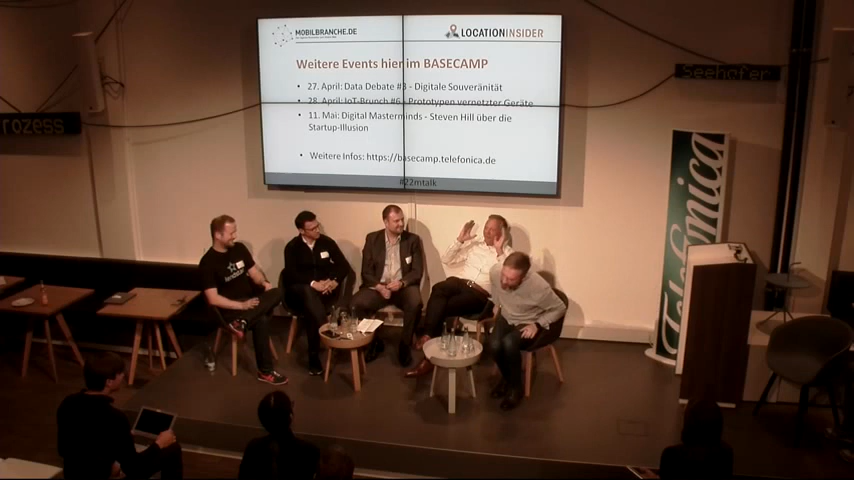 MOBILBRANCHE.DE
LOCATIONINSIDER
Weitere Events hier im BASECAMP
• 27. April: Data Debate #3 - Digitale Souveränität
• 28. April: IoT-Brunch #6 - Prototypen vernetzter Geräte
• 11. Mai: Digital Masterminds - Steven Hill über die
Startup-Illusion
• Weitere Infos: https://basecamp.telefonica.de
#22mtalk
Seehofer
rozess
Telefónica